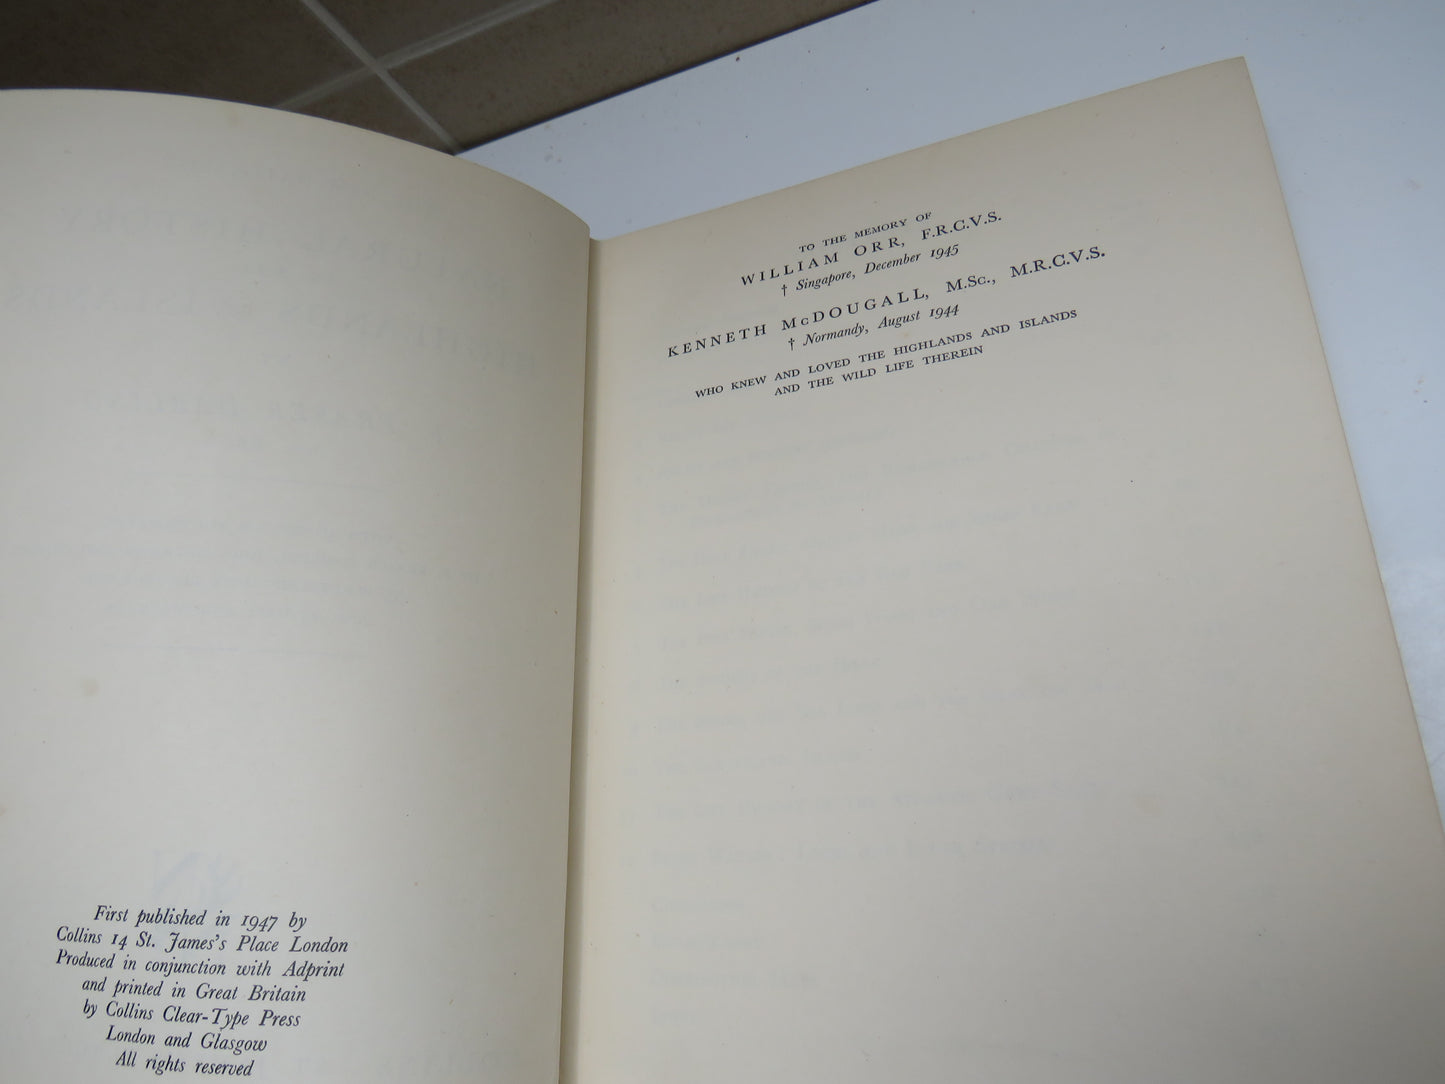 First published in 1947 by
Collins 14 St. James's Place London
Produced in conjunction with Adprint
and printed in Great Britain
by Collins Clear-Type Press
London and Glasgow
All rights reserved
TO THE MEMORY OF
WILLIAM ORR, F.R.C.V.S.
† Singapore, December 1945
KENNETH McDOUGALL, M.Sc., M.R.C.V.S.
† Normandy, August 1944
WHO KNEW AND LOVED THE HIGHLANDS AND ISLANDS
AND THE WILD LIFE THEREIN